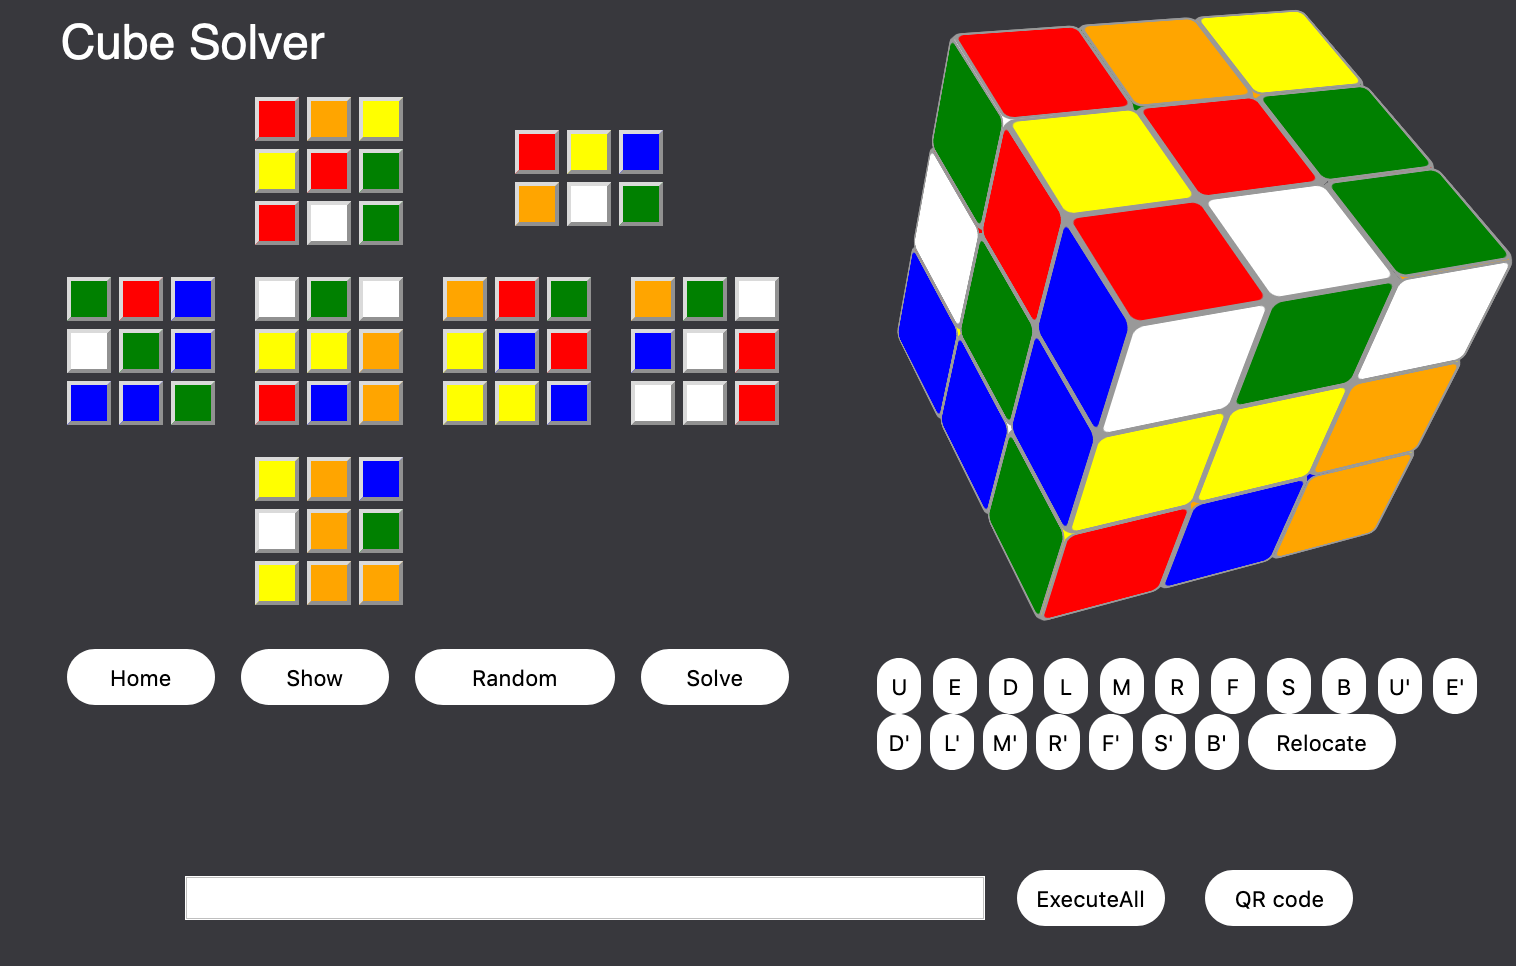 Cube Solver
Home Show Random Solve
U E D L M R F S B U' E'
D' L' M' R' F' S' B' Relocate
ExecuteAll QR code